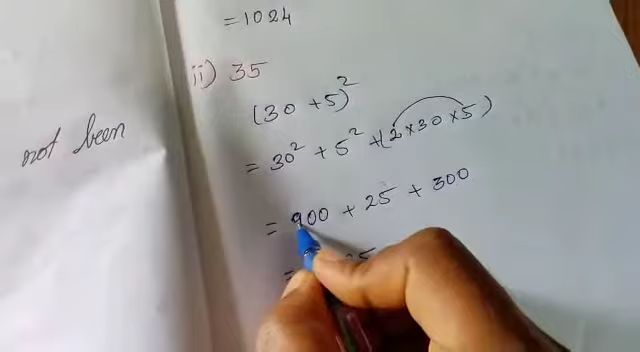 = 1024
ii) 35
(30 + 5)²
= 30² + 5² + (2×30×5)
not been
= 900 + 25 + 300
=